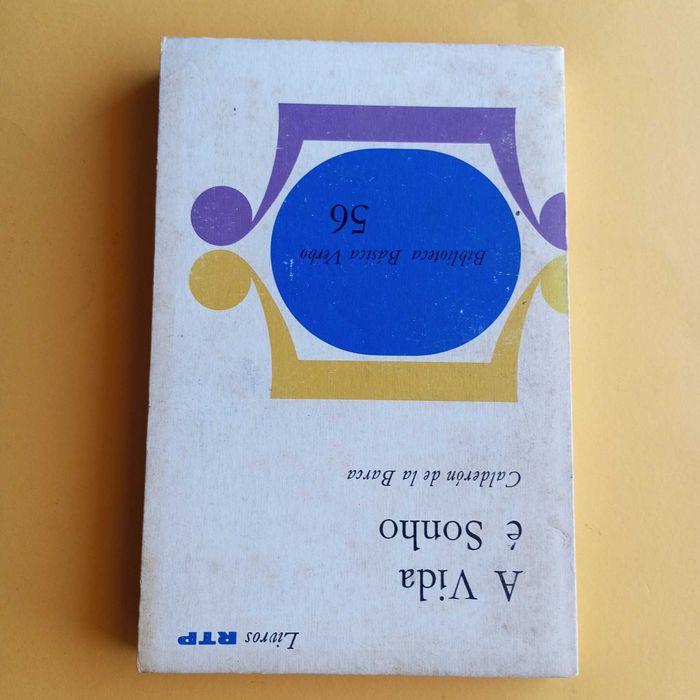 Livros RTP
A Vida
é Sonho
Calderón de la Barca
Biblioteca Básica Verbo
56